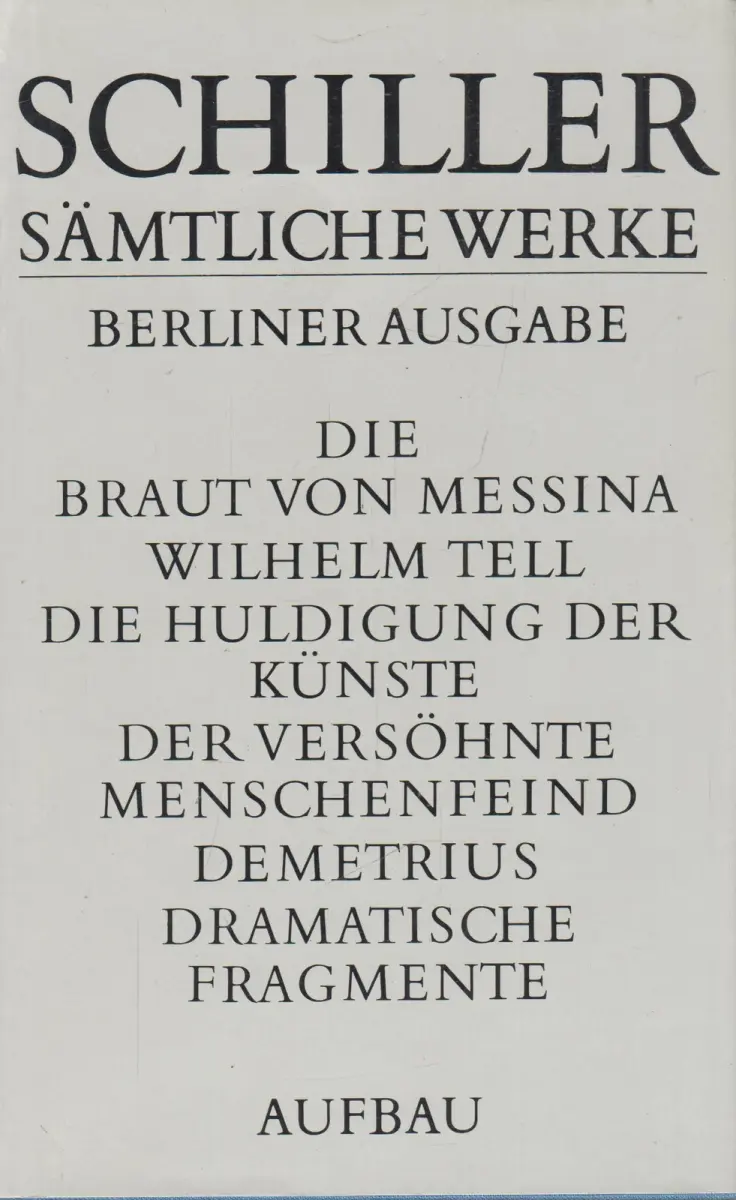 SCHILLER
SÄMTLICHE WERKE
BERLINER AUSGABE
DIE
BRAUT VON MESSINA
WILHELM TELL
DIE HULDIGUNG DER
KÜNSTE
DER VERSÖHNTE
MENSCHENFEIND
DEMETRIUS
DRAMATISCHE
FRAGMENTE
AUFBAU